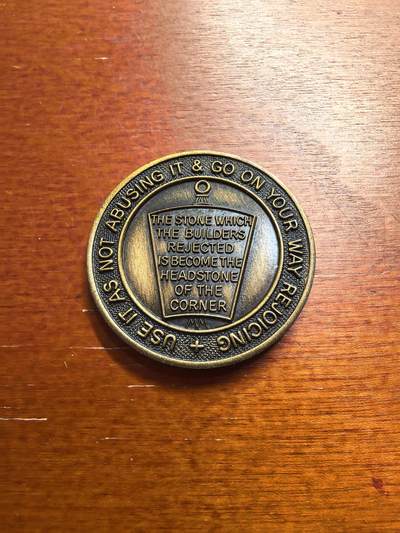 USE IT AS NOT ABUSING IT & GO ON YOUR WAY REJOICING +
THE STONE WHICH
THE BUILDERS
REJECTED
IS BECOME THE
HEADSTONE
OF THE
CORNER